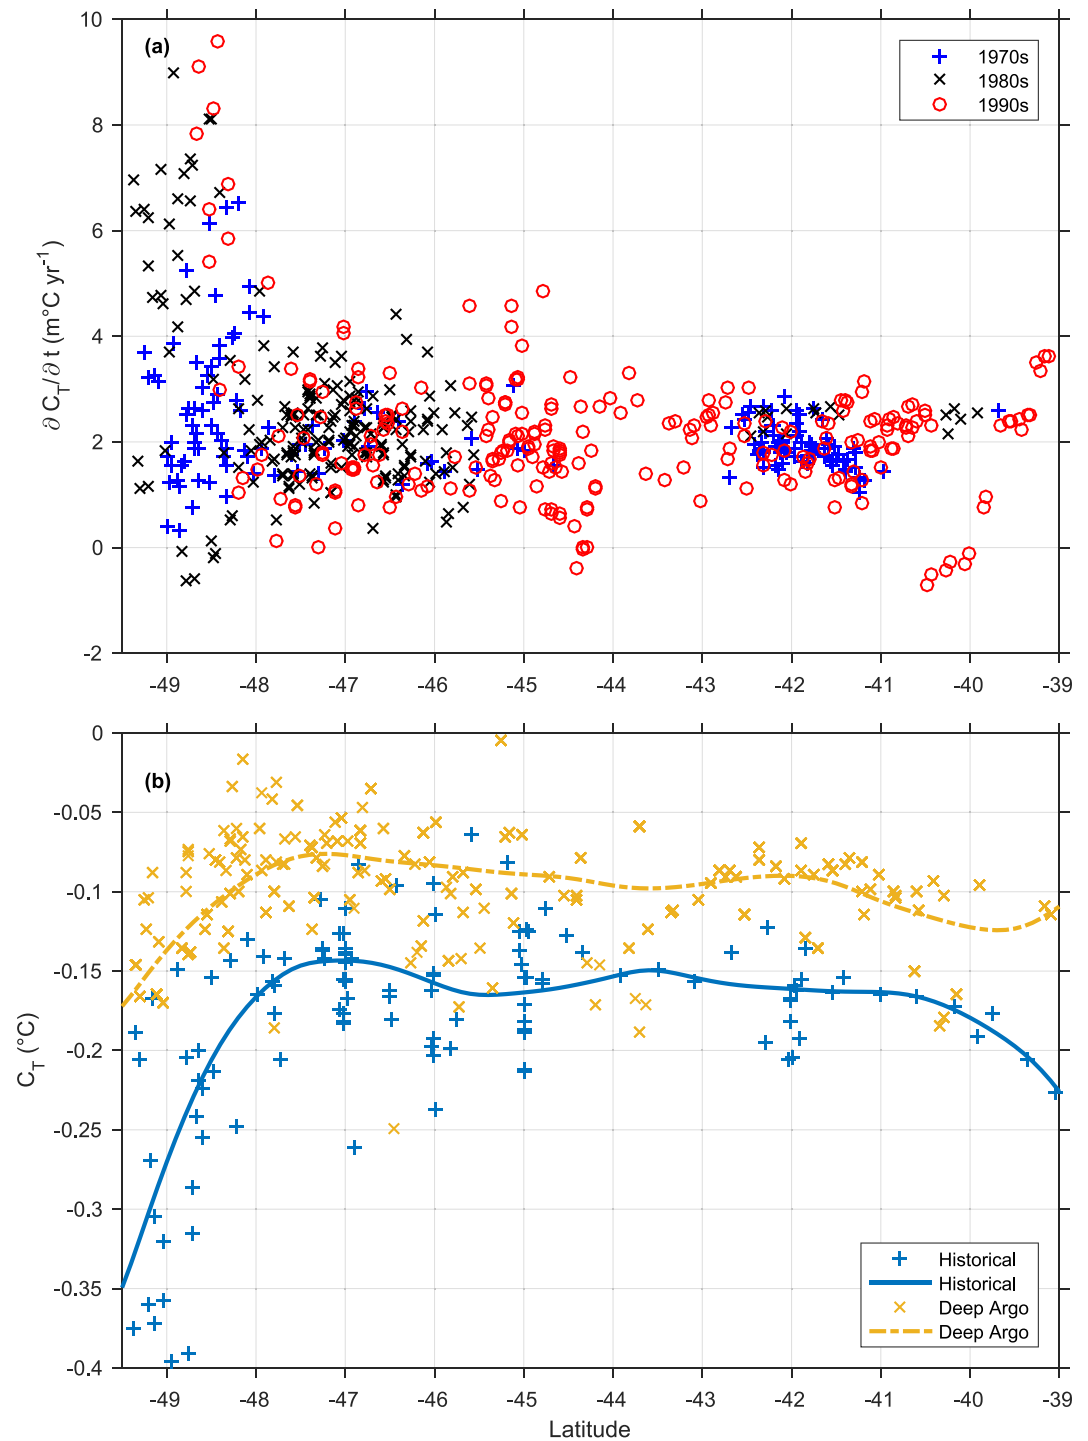 10
8
6
4
2
0
-2
∂ C_T/∂ t (m°C yr^-1)
(a)
1970s
1980s
1990s
-49 -48 -47 -46 -45 -44 -43 -42 -41 -40 -39
0
-0.05
-0.1
-0.15
-0.2
-0.25
-0.3
-0.35
-0.4
C_T (°C)
(b)
Historical
Historical
Deep Argo
Deep Argo
-49 -48 -47 -46 -45 -44 -43 -42 -41 -40 -39
Latitude